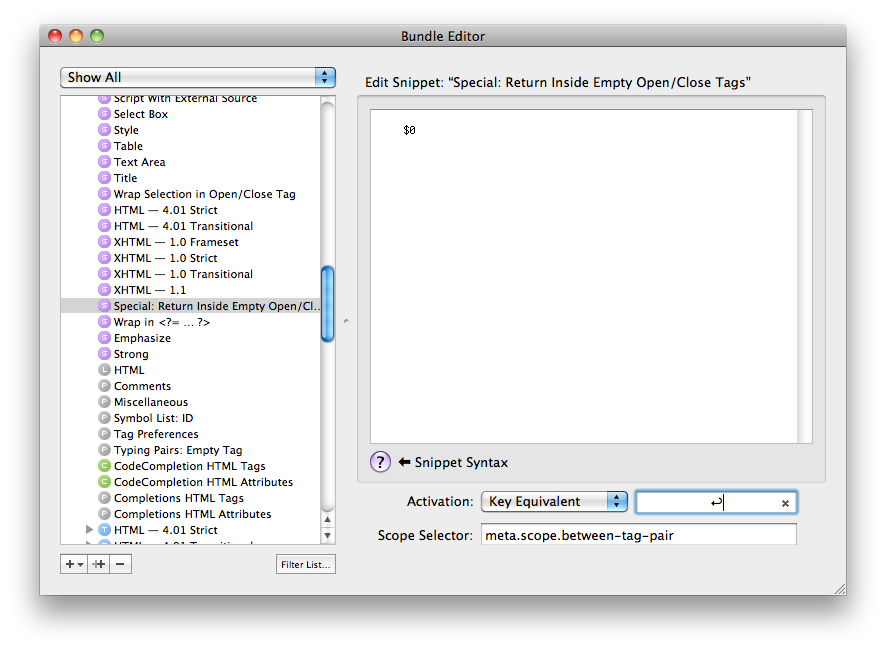 Bundle Editor
Show All
Script With External Source
Select Box
Style
Table
Text Area
Title
Wrap Selection in Open/Close Tag
HTML — 4.01 Strict
HTML — 4.01 Transitional
XHTML — 1.0 Frameset
XHTML — 1.0 Strict
XHTML — 1.0 Transitional
XHTML — 1.1
Special: Return Inside Empty Open/Cl...
Wrap in <?= … ?>
Emphasize
Strong
HTML
Comments
Miscellaneous
Symbol List: ID
Tag Preferences
Typing Pairs: Empty Tag
CodeCompletion HTML Tags
CodeCompletion HTML Attributes
Completions HTML Tags
Completions HTML Attributes
HTML — 4.01 Strict
HTML — 4.01 Transitional
Filter List...
Edit Snippet: “Special: Return Inside Empty Open/Close Tags”
$0
? ⬅ Snippet Syntax
Activation: Key Equivalent ↩
Scope Selector: meta.scope.between-tag-pair